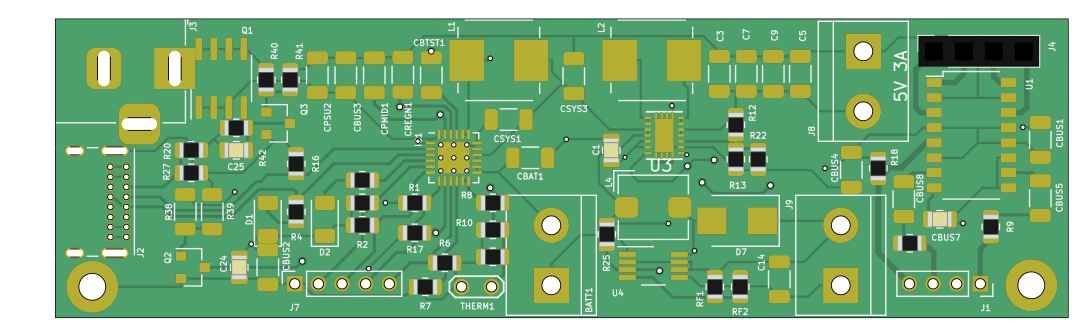 J3
Q1
R40
R41
CPSU2
CBUS3
CPMID1
CREGN1
CBTST1
L1
CSYS3
L2
C3
C7
C9
C5
5V 3A
J4
U1
Q3
R42
C25
R20
R27
R16
CSYS1
CBAT1
C1
U3
R12
R22
R13
J8
CBUS4
R18
CBUS8
CBUS1
CBUS5
R38
R39
D1
R4
D2
R2
R1
R17
R8
R10
R6
L4
R25
J9
D7
CBUS7
R9
J2
Q2
C24
CBUS2
J7
R7
THERM1
BATT1
U4
RF1
RF2
C14
J1